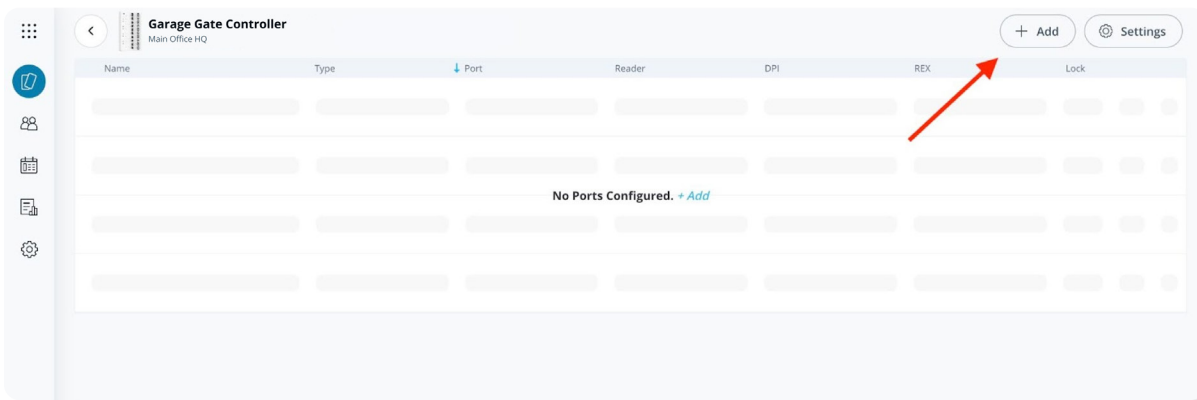 Garage Gate Controller
Main Office HQ
+ Add
Settings
Name Type Port Reader DPI REX Lock
No Ports Configured. + Add